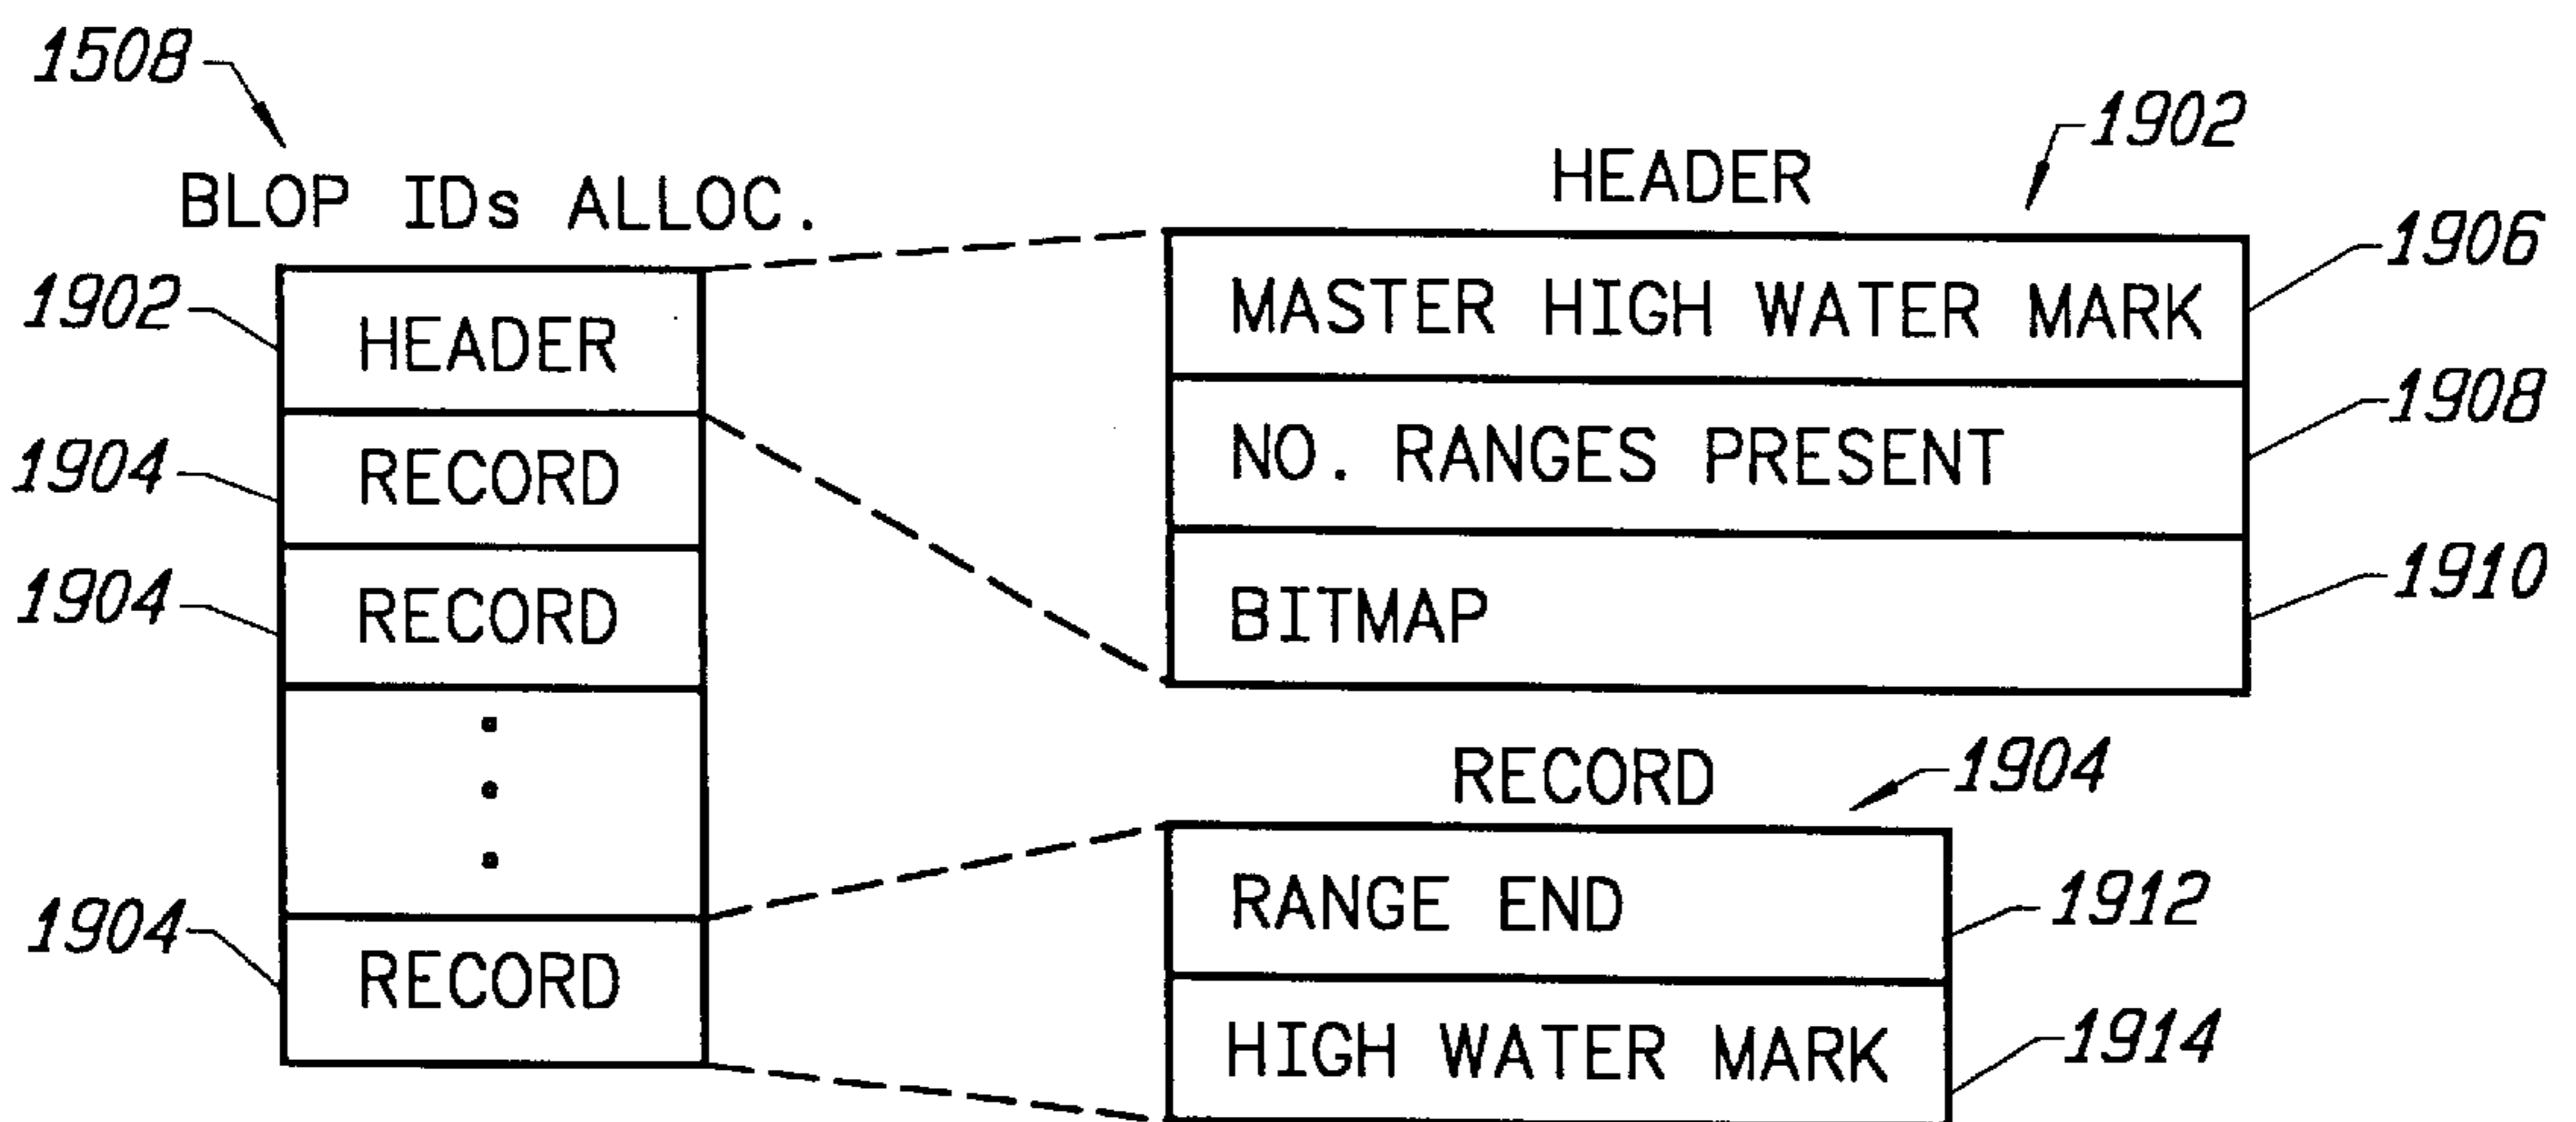 1508
BLOP IDs ALLOC.
1902
HEADER
1904
RECORD
1904
RECORD
1904
RECORD
HEADER
1902
MASTER HIGH WATER MARK
1906
NO. RANGES PRESENT
1908
BITMAP
1910
RECORD
1904
RANGE END
1912
HIGH WATER MARK
1914